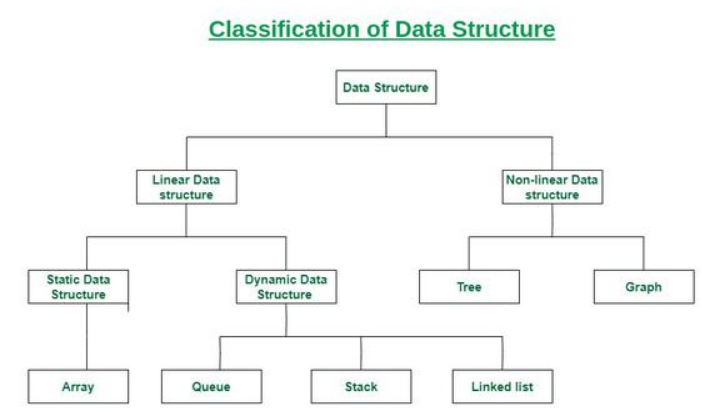 Classification of Data Structure
Data Structure
Linear Data
structure
Non-linear Data
structure
Static Data
Structure
Dynamic Data
Structure
Tree
Graph
Array
Queue
Stack
Linked list